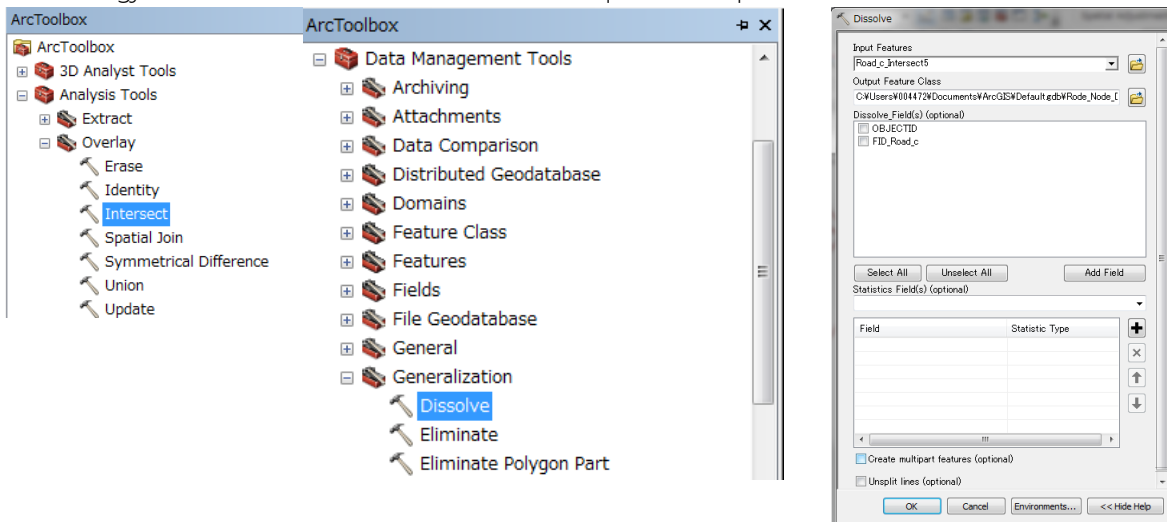 ArcToolbox
ArcToolbox
3D Analyst Tools
Analysis Tools
Extract
Overlay
Erase
Identity
Intersect
Spatial Join
Symmetrical Difference
Union
Update
ArcToolbox
Data Management Tools
Archiving
Attachments
Data Comparison
Distributed Geodatabase
Domains
Feature Class
Features
Fields
File Geodatabase
General
Generalization
Dissolve
Eliminate
Eliminate Polygon Part
Dissolve
Input Features
Road_c_Intersect5
Output Feature Class
C:¥Users¥004472¥Documents¥ArcGIS¥Default.gdb¥Rode_Node_D
Dissolve_Field(s) (optional)
OBJECTID
FID_Road_c
Select All Unselect All Add Field
Statistics Field(s) (optional)
Field Statistic Type
Create multipart features (optional)
Unsplit lines (optional)
OK Cancel Environments... << Hide Help